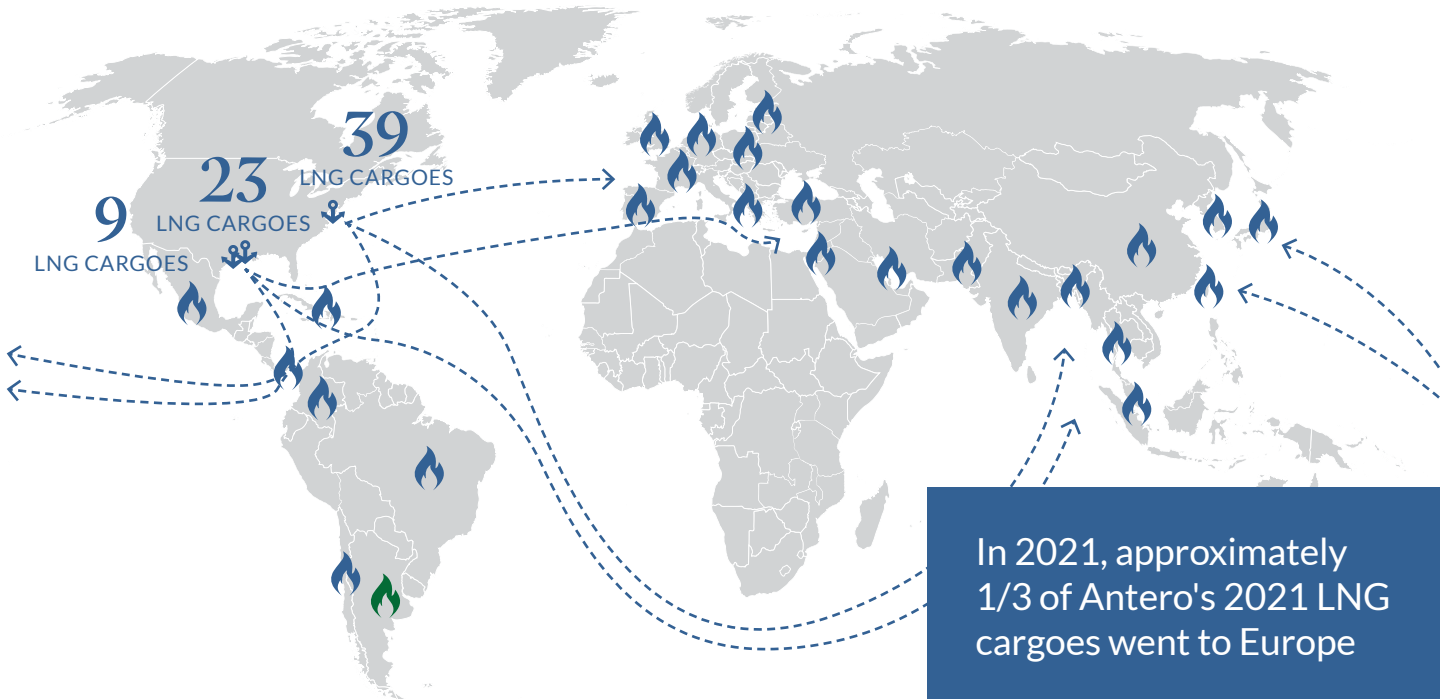 39
LNG CARGOES
23
LNG CARGOES
9
LNG CARGOES
In 2021, approximately
1/3 of Antero's 2021 LNG
cargoes went to Europe